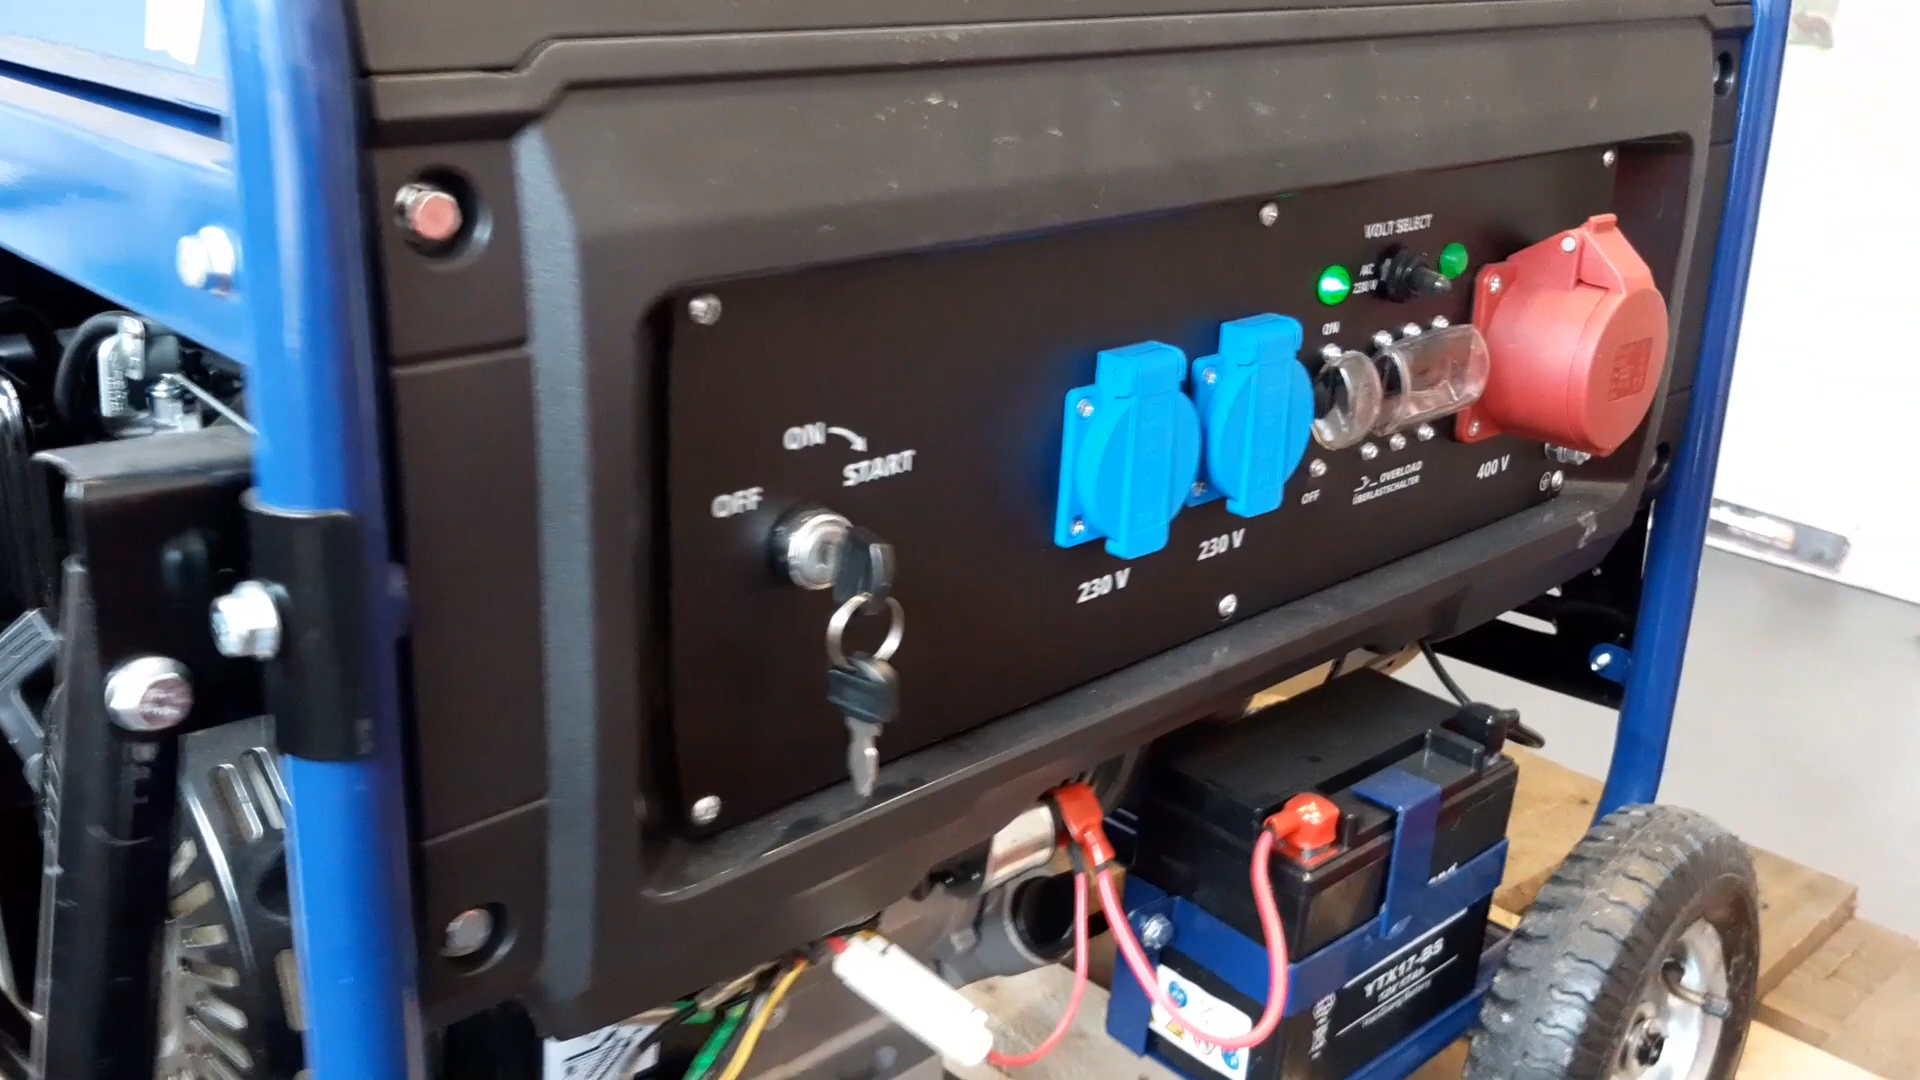 VOLT SELECT
AC
230V
ON
ON
START
OFF
OVERLOAD
ÜBERLASTSCHALTER
OFF
400 V
230 V
230 V
YTX17-BS